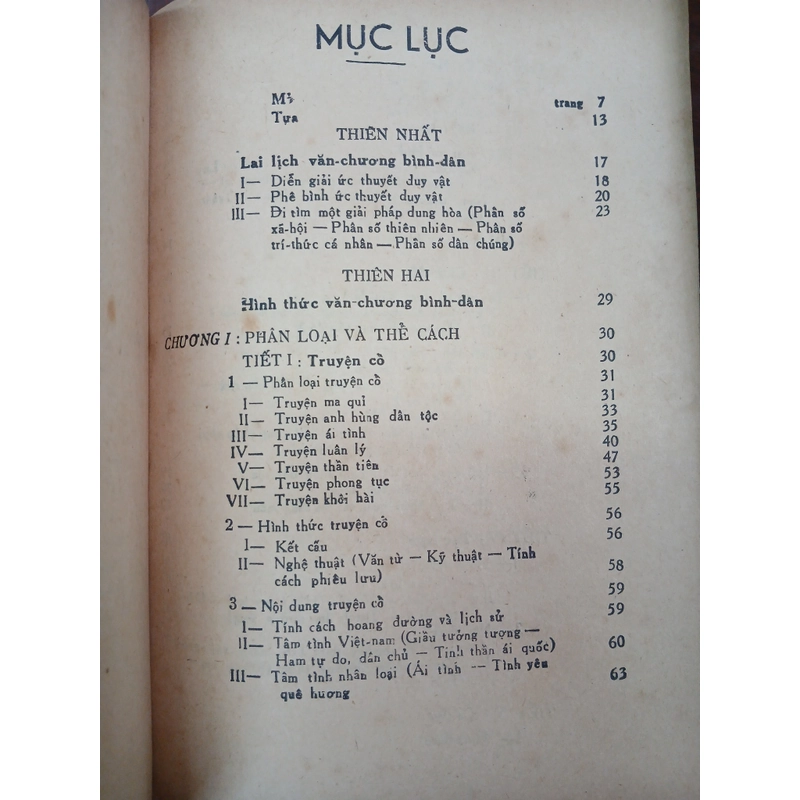 MỤC LỤC
trang 7
Tựa 13
THIÊN NHẤT
Lai lịch văn-chương bình-dân 17
I— Diễn giải ức thuyết duy vật 18
II— Phê bình ức thuyết duy vật 20
III— Đi tìm một giải pháp dung hòa (Phân số 23
xã-hội — Phân số thiên nhiên — Phân số
trí-thức cá nhân — Phân số dân chúng)
THIÊN HAI
Hình thức văn-chương bình-dân 29
CHƯƠNG I : PHÂN LOẠI VÀ THỂ CÁCH 30
TIẾT I : Truyện cổ 30
1 — Phân loại truyện cổ 31
I— Truyện ma quỉ 31
II— Truyện anh hùng dân tộc 33
III— Truyện ái tình 35
IV— Truyện luân lý 40
V— Truyện thần tiên 47
VI— Truyện phong tục 53
VII— Truyện khôi hài 55
2 — Hình thức truyện cổ 56
I— Kết cấu 56
II— Nghệ thuật (Văn từ — Kỹ thuật — Tính
cách phiêu lưu) 58
3 — Nội dung truyện cổ 59
I— Tính cách hoang đường và lịch sử 59
II— Tâm tình Việt-nam (Giầu tưởng tượng —
Ham tự do, dân chủ — Tinh thần ái quốc) 60
III— Tâm tình nhân loại (Ái tình — Tình yêu 63
quê hương